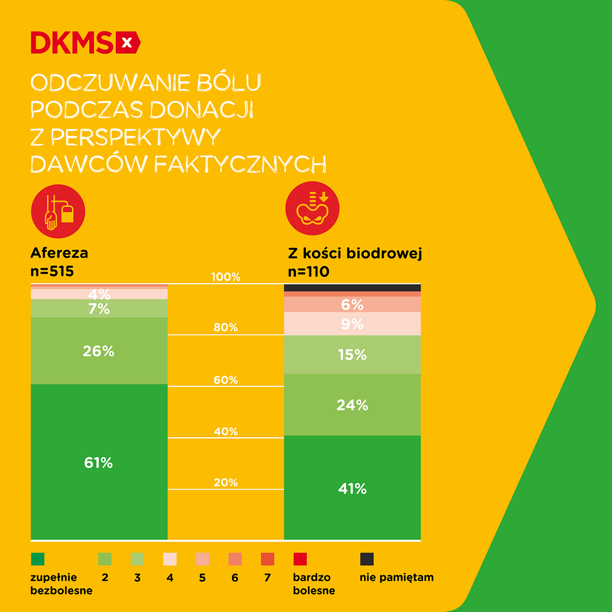 DKMS x
ODCZUWANIE BÓLU
PODCZAS DONACJI
Z PERSPEKTYWY
DAWCÓW FAKTYCZNYCH
Afereza
n=515
Z kości biodrowej
n=110
100%
80%
60%
40%
20%
4%
7%
26%
61%
6%
9%
15%
24%
41%
zupełnie
bezbolesne
2
3
4
5
6
7
bardzo
bolesne
nie pamiętam